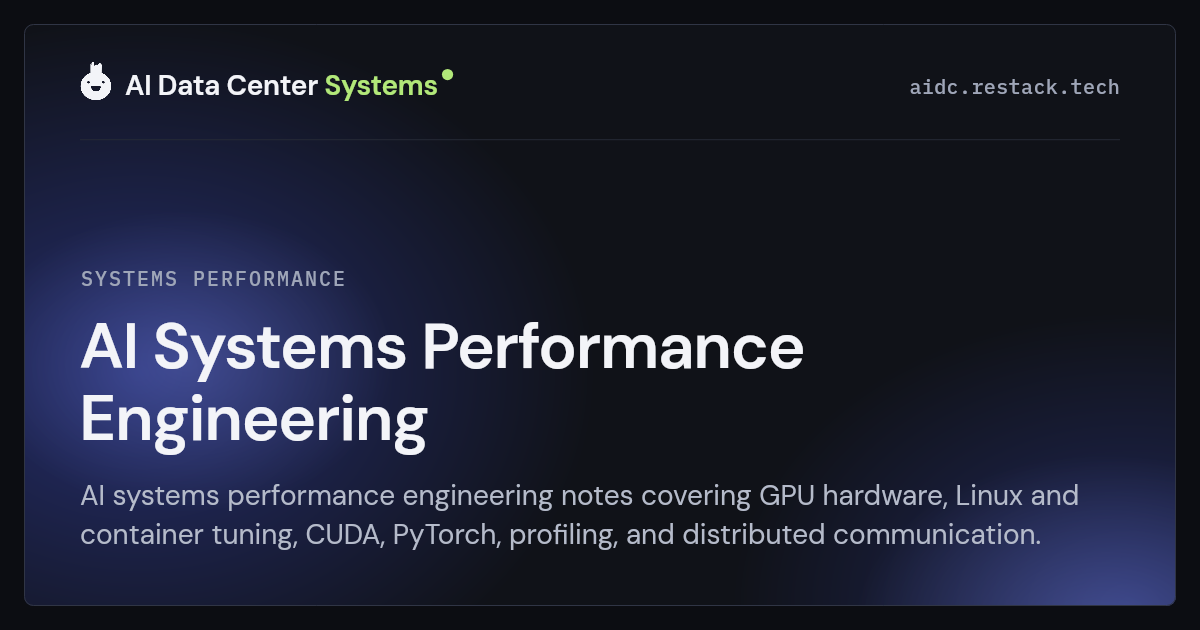 AI Data Center Systems
aidc.restack.tech
SYSTEMS PERFORMANCE
AI Systems Performance
Engineering
AI systems performance engineering notes covering GPU hardware, Linux and
container tuning, CUDA, PyTorch, profiling, and distributed communication.